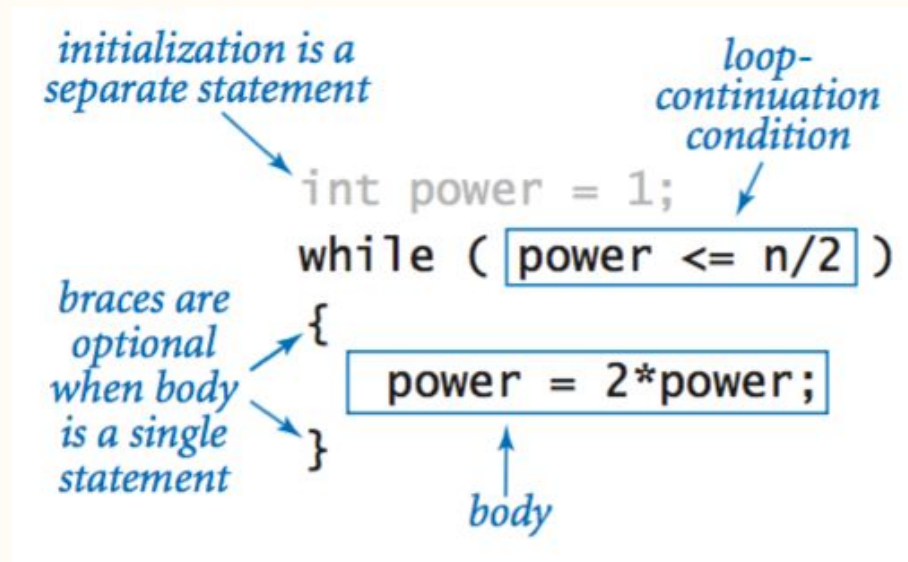 initialization is a
separate statement
loop-
continuation
condition
int power = 1;
while ( power <= n/2 )
{
power = 2*power;
}
braces are
optional
when body
is a single
statement
body